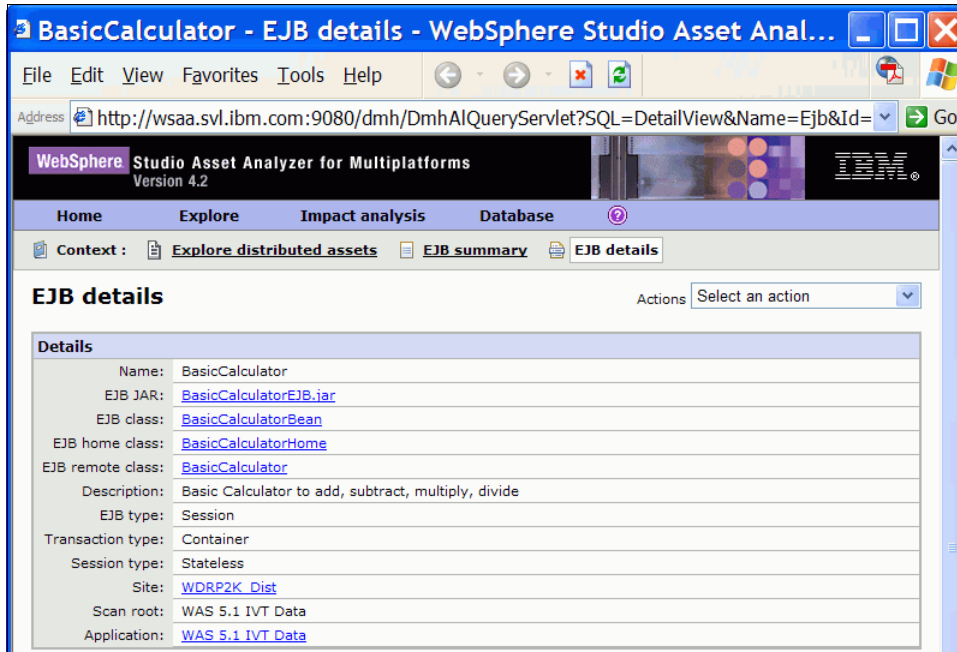 BasicCalculator - EJB details - WebSphere Studio Asset Anal...
File Edit View Favorites Tools Help
Address http://wsaa.svl.ibm.com:9080/dmh/DmhAlQueryServlet?SQL=DetailView&Name=Ejb&Id= Go
WebSphere Studio Asset Analyzer for Multiplatforms
Version 4.2
IBM®
Home Explore Impact analysis Database ?
Context : Explore distributed assets EJB summary EJB details
EJB details
Actions Select an action
Details
Name: BasicCalculator
EJB JAR: BasicCalculatorEJB.jar
EJB class: BasicCalculatorBean
EJB home class: BasicCalculatorHome
EJB remote class: BasicCalculator
Description: Basic Calculator to add, subtract, multiply, divide
EJB type: Session
Transaction type: Container
Session type: Stateless
Site: WDRP2K_Dist
Scan root: WAS 5.1 IVT Data
Application: WAS 5.1 IVT Data